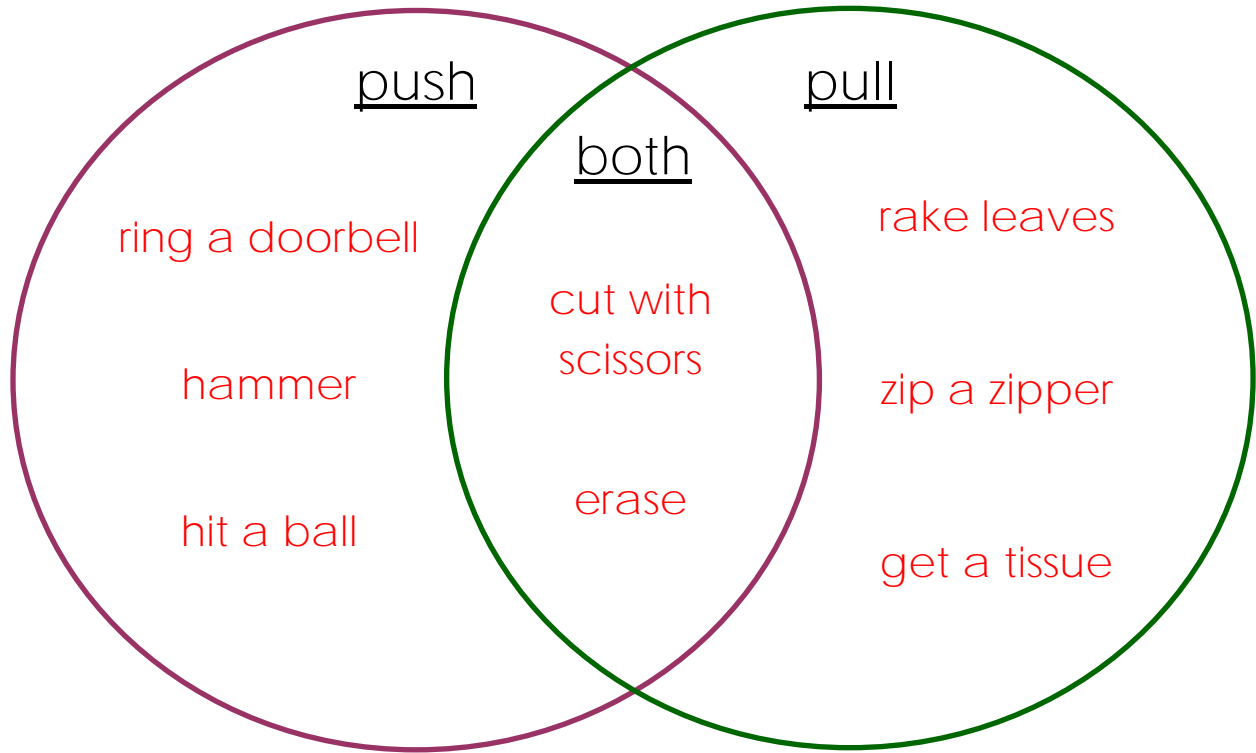 push
pull
both
ring a doorbell
hammer
hit a ball
cut with
scissors
erase
rake leaves
zip a zipper
get a tissue